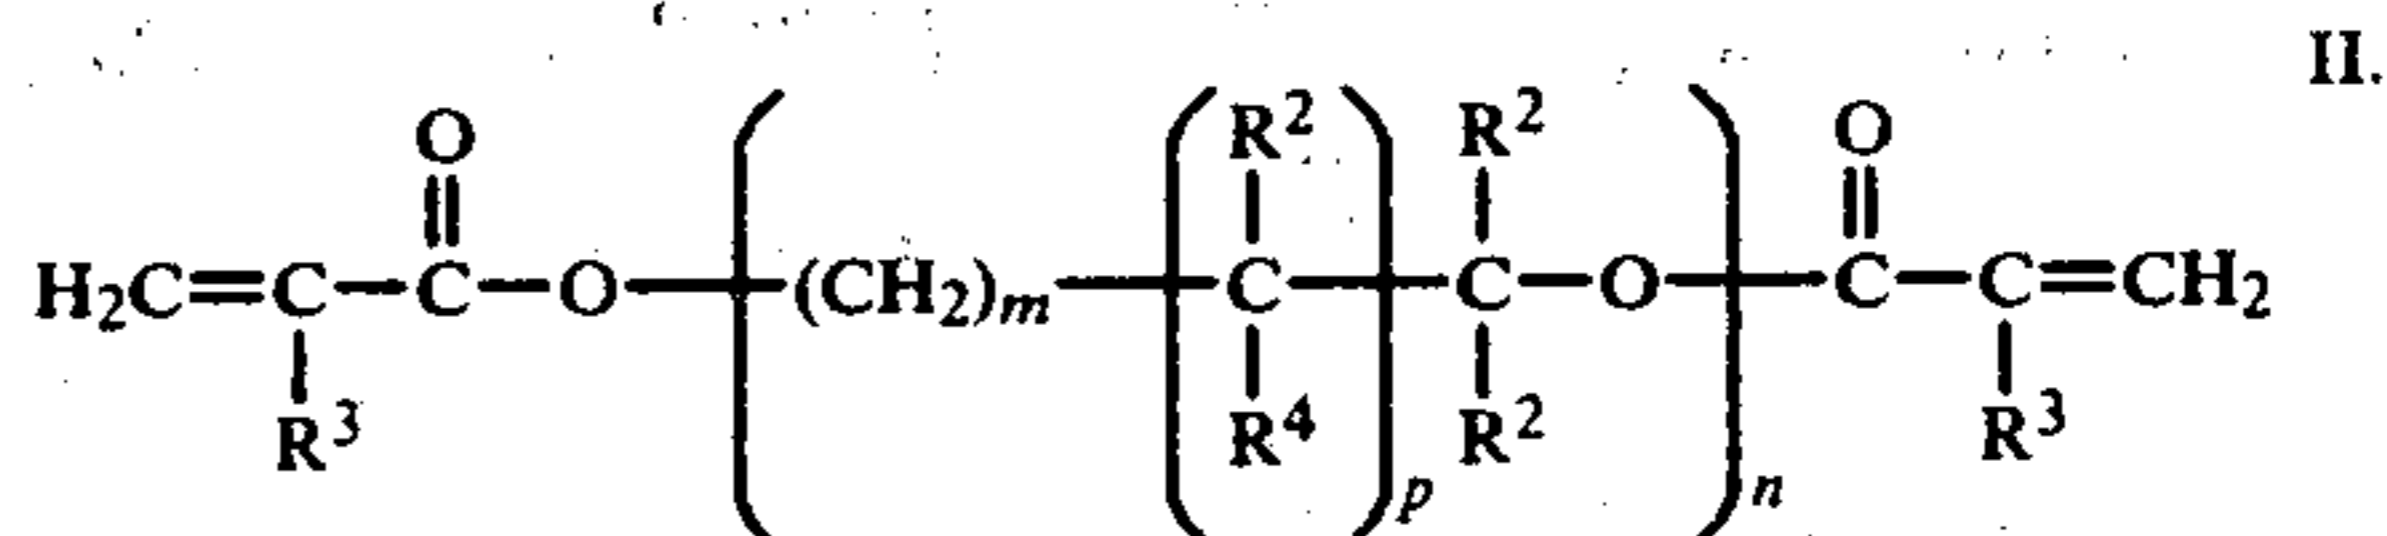 II.
O R² R² O
H₂C=C—C—O—(—(CH₂)ₘ—(—C—)—C—O—)—C—C=CH₂
R³ R⁴ p R² n R³